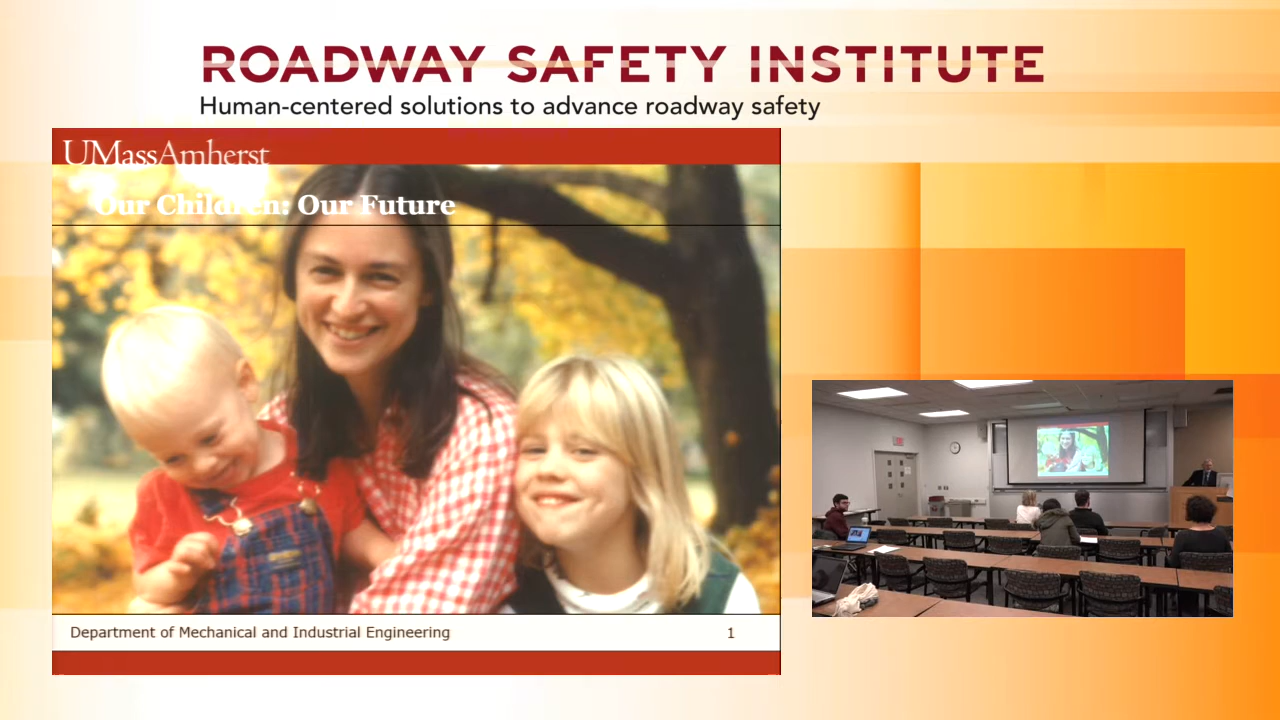 ROADWAY SAFETY INSTITUTE
Human-centered solutions to advance roadway safety
UMassAmherst
Our Children: Our Future
Department of Mechanical and Industrial Engineering
1